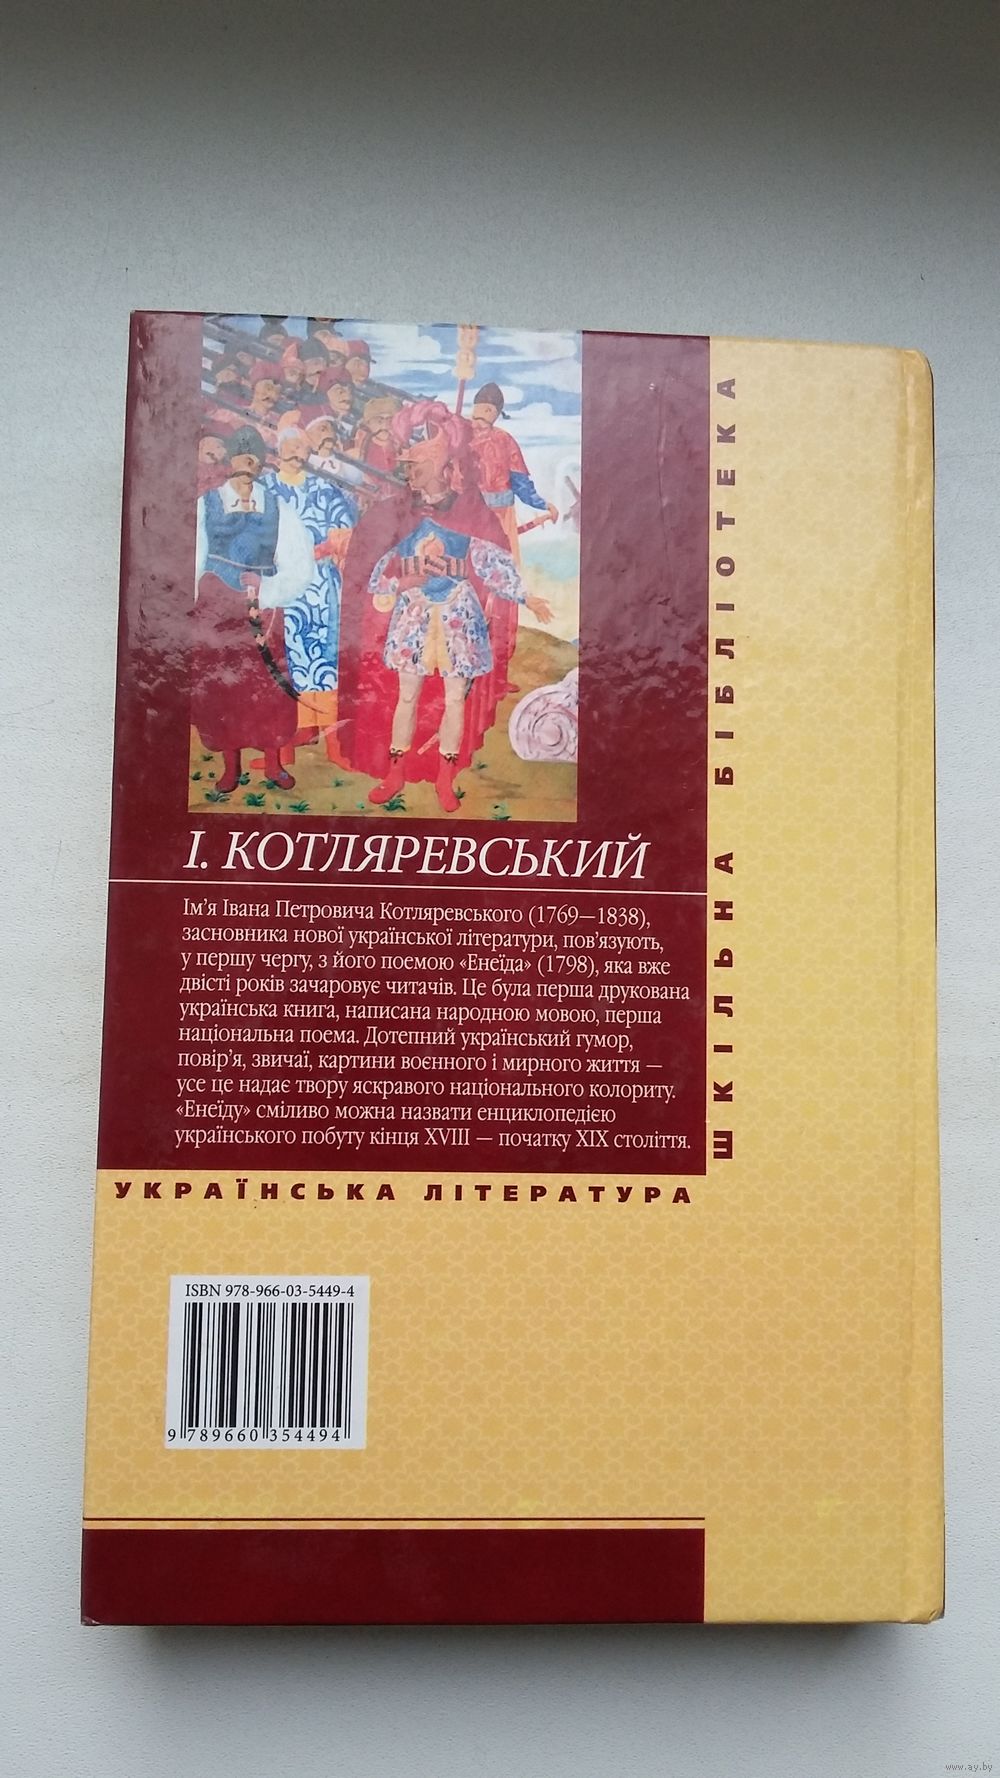 І. КОТЛЯРЕВСЬКИЙ
Ім'я Івана Петровича Котляревського (1769—1838),
засновника нової української літератури, пов'язують,
у першу чергу, з його поемою «Енеїда» (1798), яка вже
двісті років зачаровує читачів. Це була перша друкована
українська книга, написана народною мовою, перша
національна поема. Дотепний український гумор,
повір'я, звичаї, картини воєнного і мирного життя —
усе це надає твору яскравого національного колориту.
«Енеїду» сміливо можна назвати енциклопедією
українського побуту кінця XVIII — початку XIX століття.
УКРАЇНСЬКА ЛІТЕРАТУРА
ШКІЛЬНА БІБЛІОТЕКА
ISBN 978-966-03-5449-4
9 789660 354494
www.ay.by